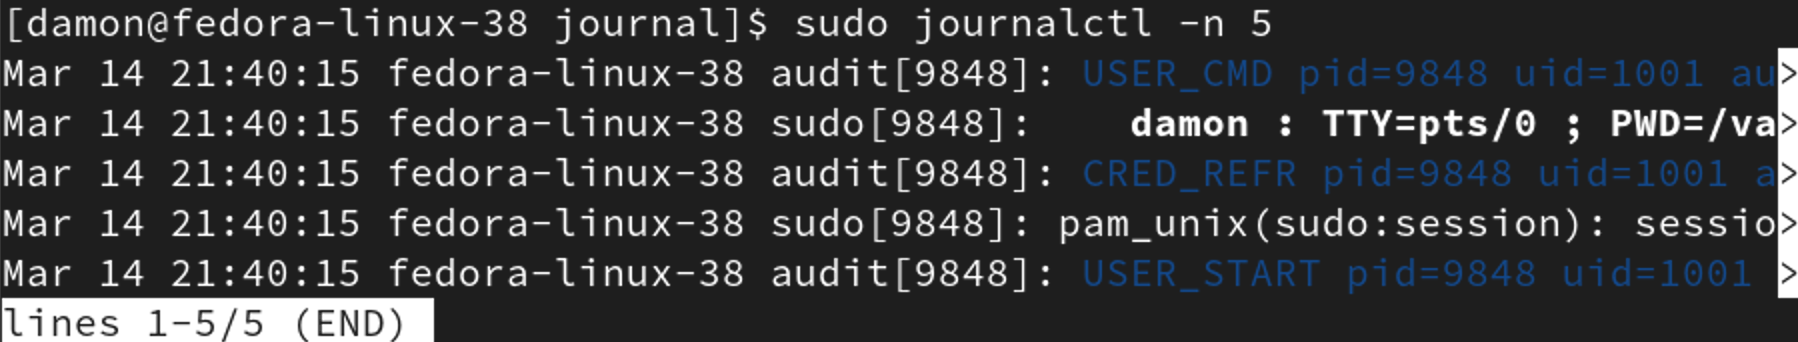 [damon@fedora-linux-38 journal]$ sudo journalctl -n 5
Mar 14 21:40:15 fedora-linux-38 audit[9848]: USER_CMD pid=9848 uid=1001 au>
Mar 14 21:40:15 fedora-linux-38 sudo[9848]:    damon : TTY=pts/0 ; PWD=/va>
Mar 14 21:40:15 fedora-linux-38 audit[9848]: CRED_REFR pid=9848 uid=1001 a>
Mar 14 21:40:15 fedora-linux-38 sudo[9848]: pam_unix(sudo:session): sessio>
Mar 14 21:40:15 fedora-linux-38 audit[9848]: USER_START pid=9848 uid=1001 >
lines 1-5/5 (END)